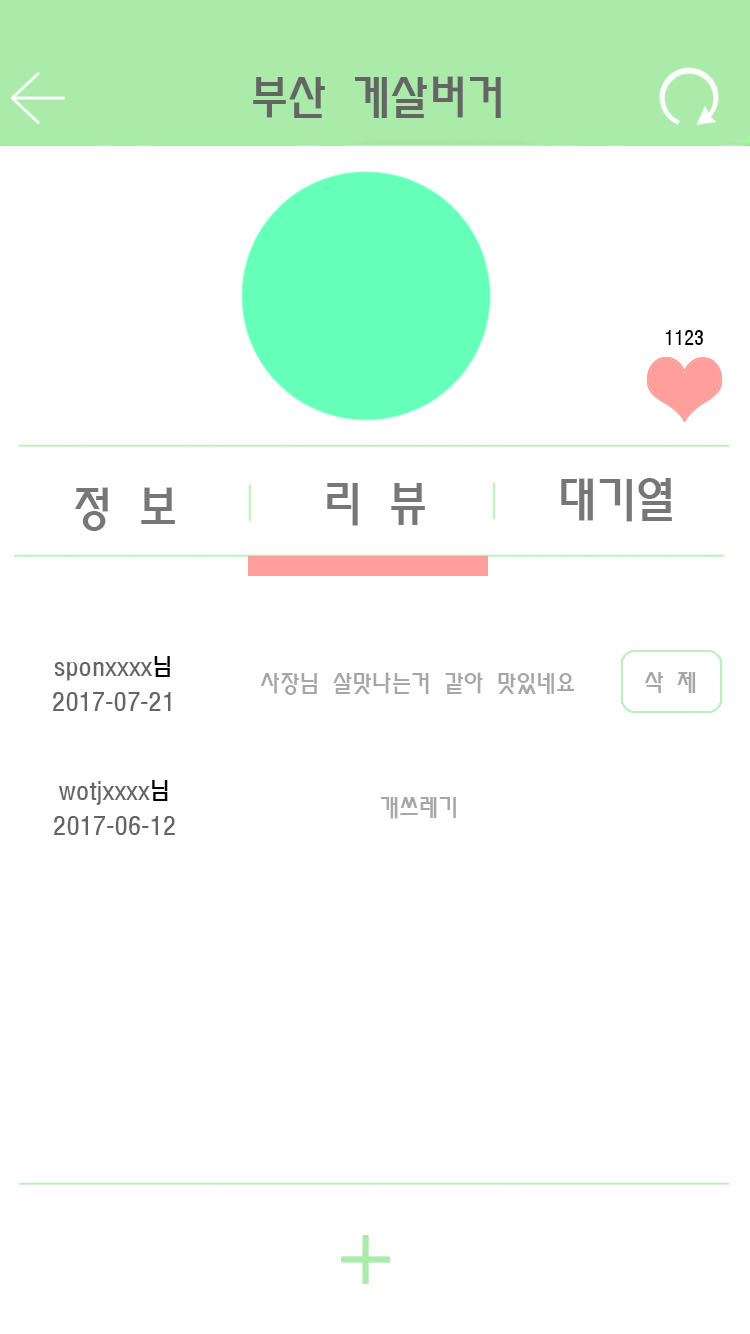 부산 게살버거
1123
정 보 리 뷰 대기열
sponxxxx님
2017-07-21
사장님 살맛나는거 같아 맛있네요
삭 제
wotjxxxx님
2017-06-12
개쓰레기